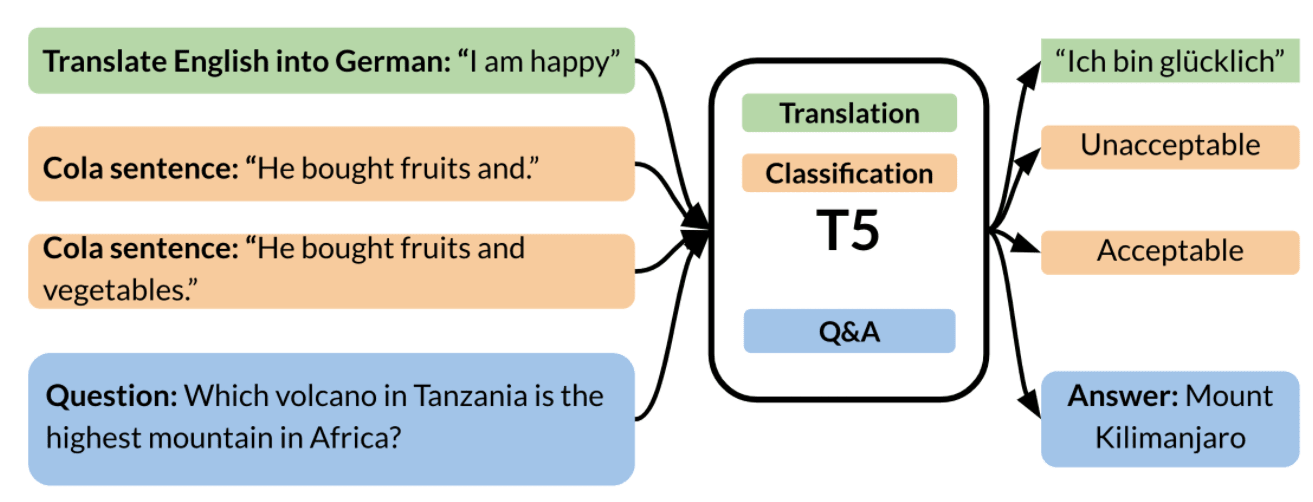 Translate English into German: “I am happy”
Cola sentence: “He bought fruits and.”
Cola sentence: “He bought fruits and
vegetables.”
Question: Which volcano in Tanzania is the
highest mountain in Africa?
Translation
Classification
T5
Q&A
“Ich bin glücklich”
Unacceptable
Acceptable
Answer: Mount
Kilimanjaro